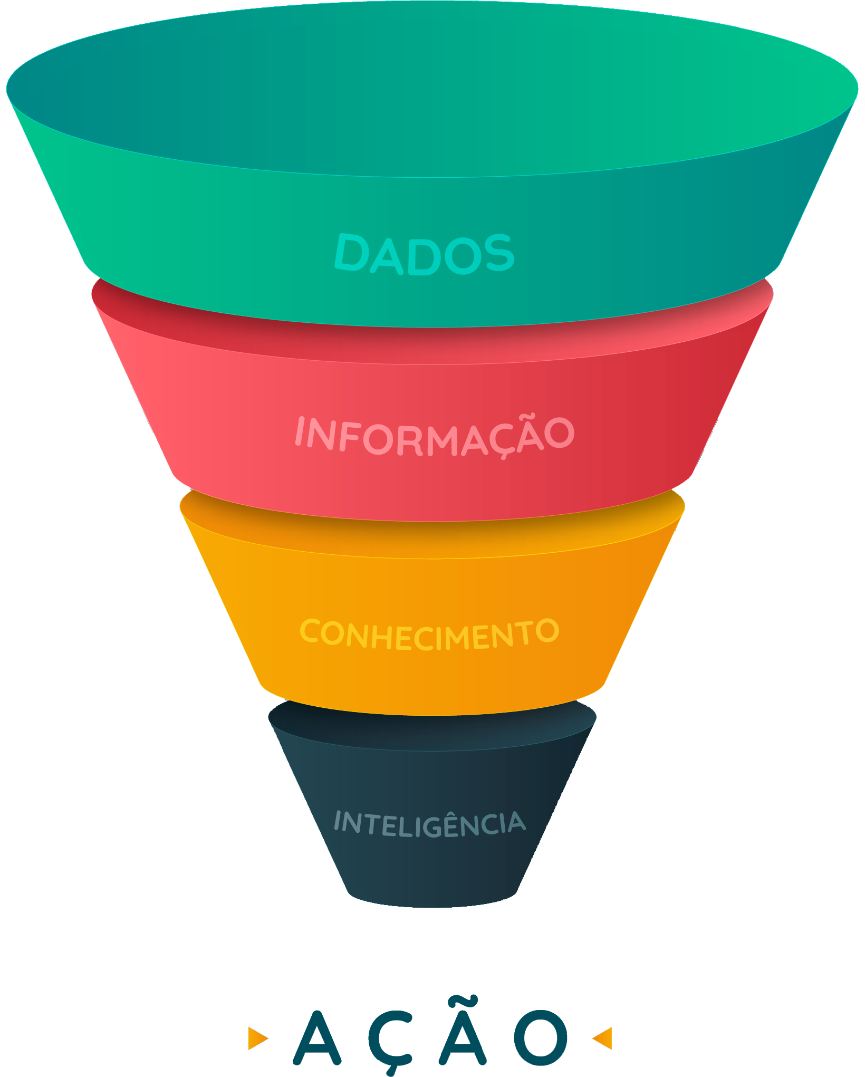 DADOS
INFORMAÇÃO
CONHECIMENTO
INTELIGÊNCIA
AÇÃO